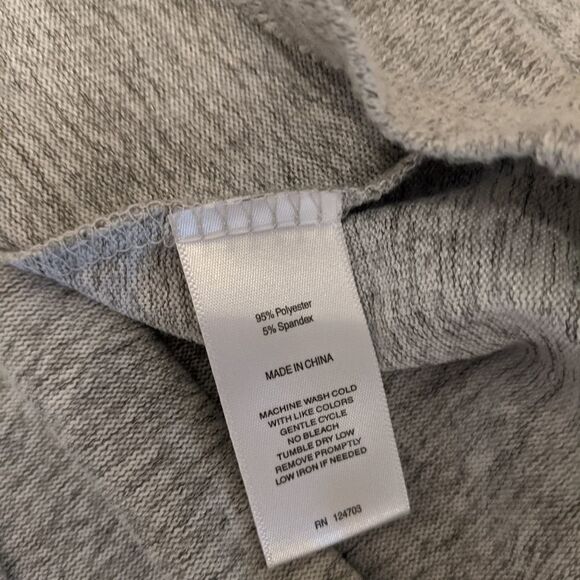 95% Polyester
5% Spandex
MADE IN CHINA
MACHINE WASH COLD
WITH LIKE COLORS
GENTLE CYCLE
NO BLEACH
TUMBLE DRY LOW
REMOVE PROMPTLY
LOW IRON IF NEEDED
RN 124703